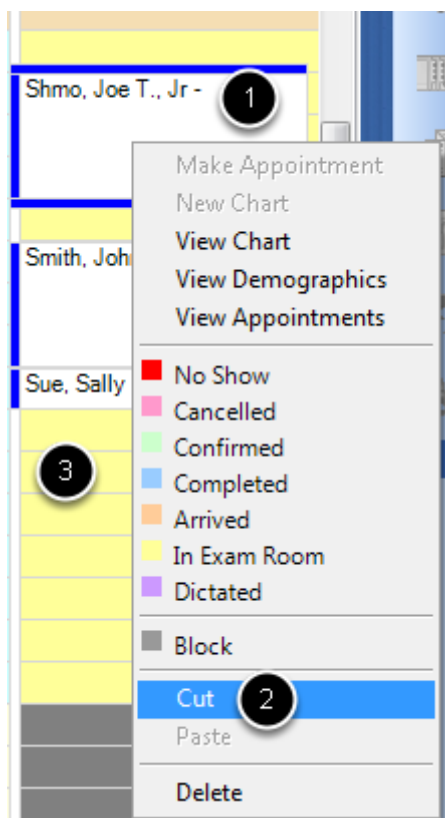 Shmo, Joe T., Jr -
1
Make Appointment
New Chart
View Chart
Smith, Joh
View Demographics
View Appointments
No Show
Sue, Sally
Cancelled
Confirmed
3
Completed
Arrived
In Exam Room
Dictated
Block
Cut
2
Paste
Delete